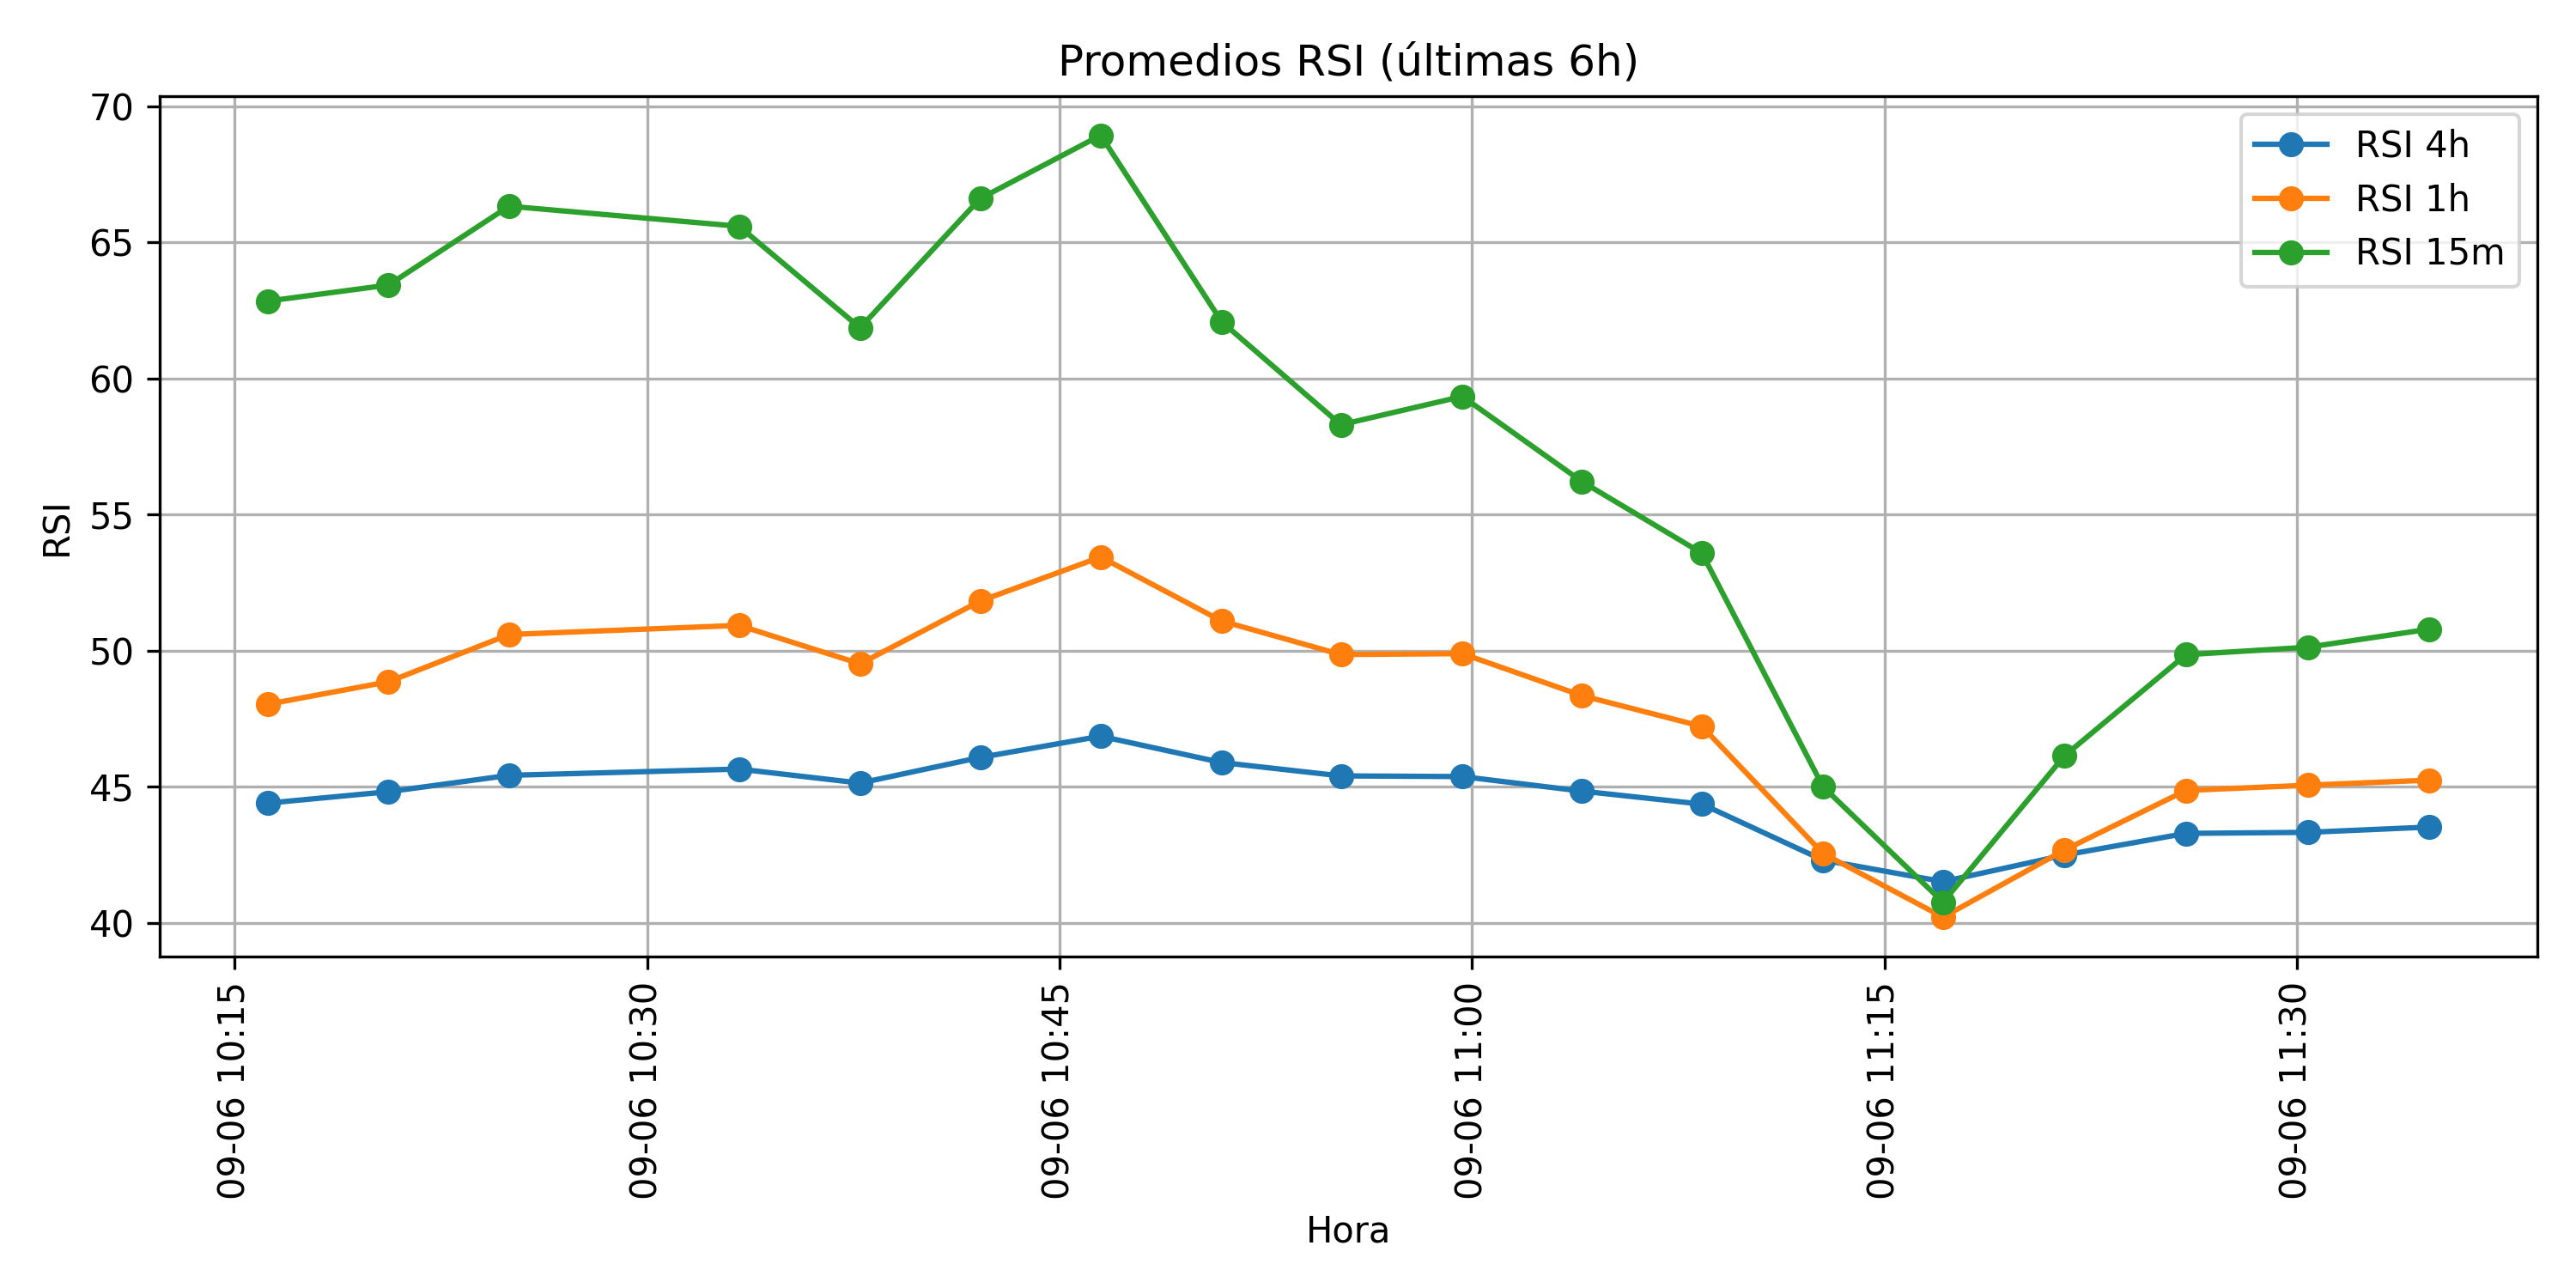 Promedios RSI (últimas 6h)
RSI 4h
RSI 1h
RSI 15m
RSI
70
65
60
55
50
45
40
09-06 10:15
09-06 10:30
09-06 10:45
09-06 11:00
09-06 11:15
09-06 11:30
Hora